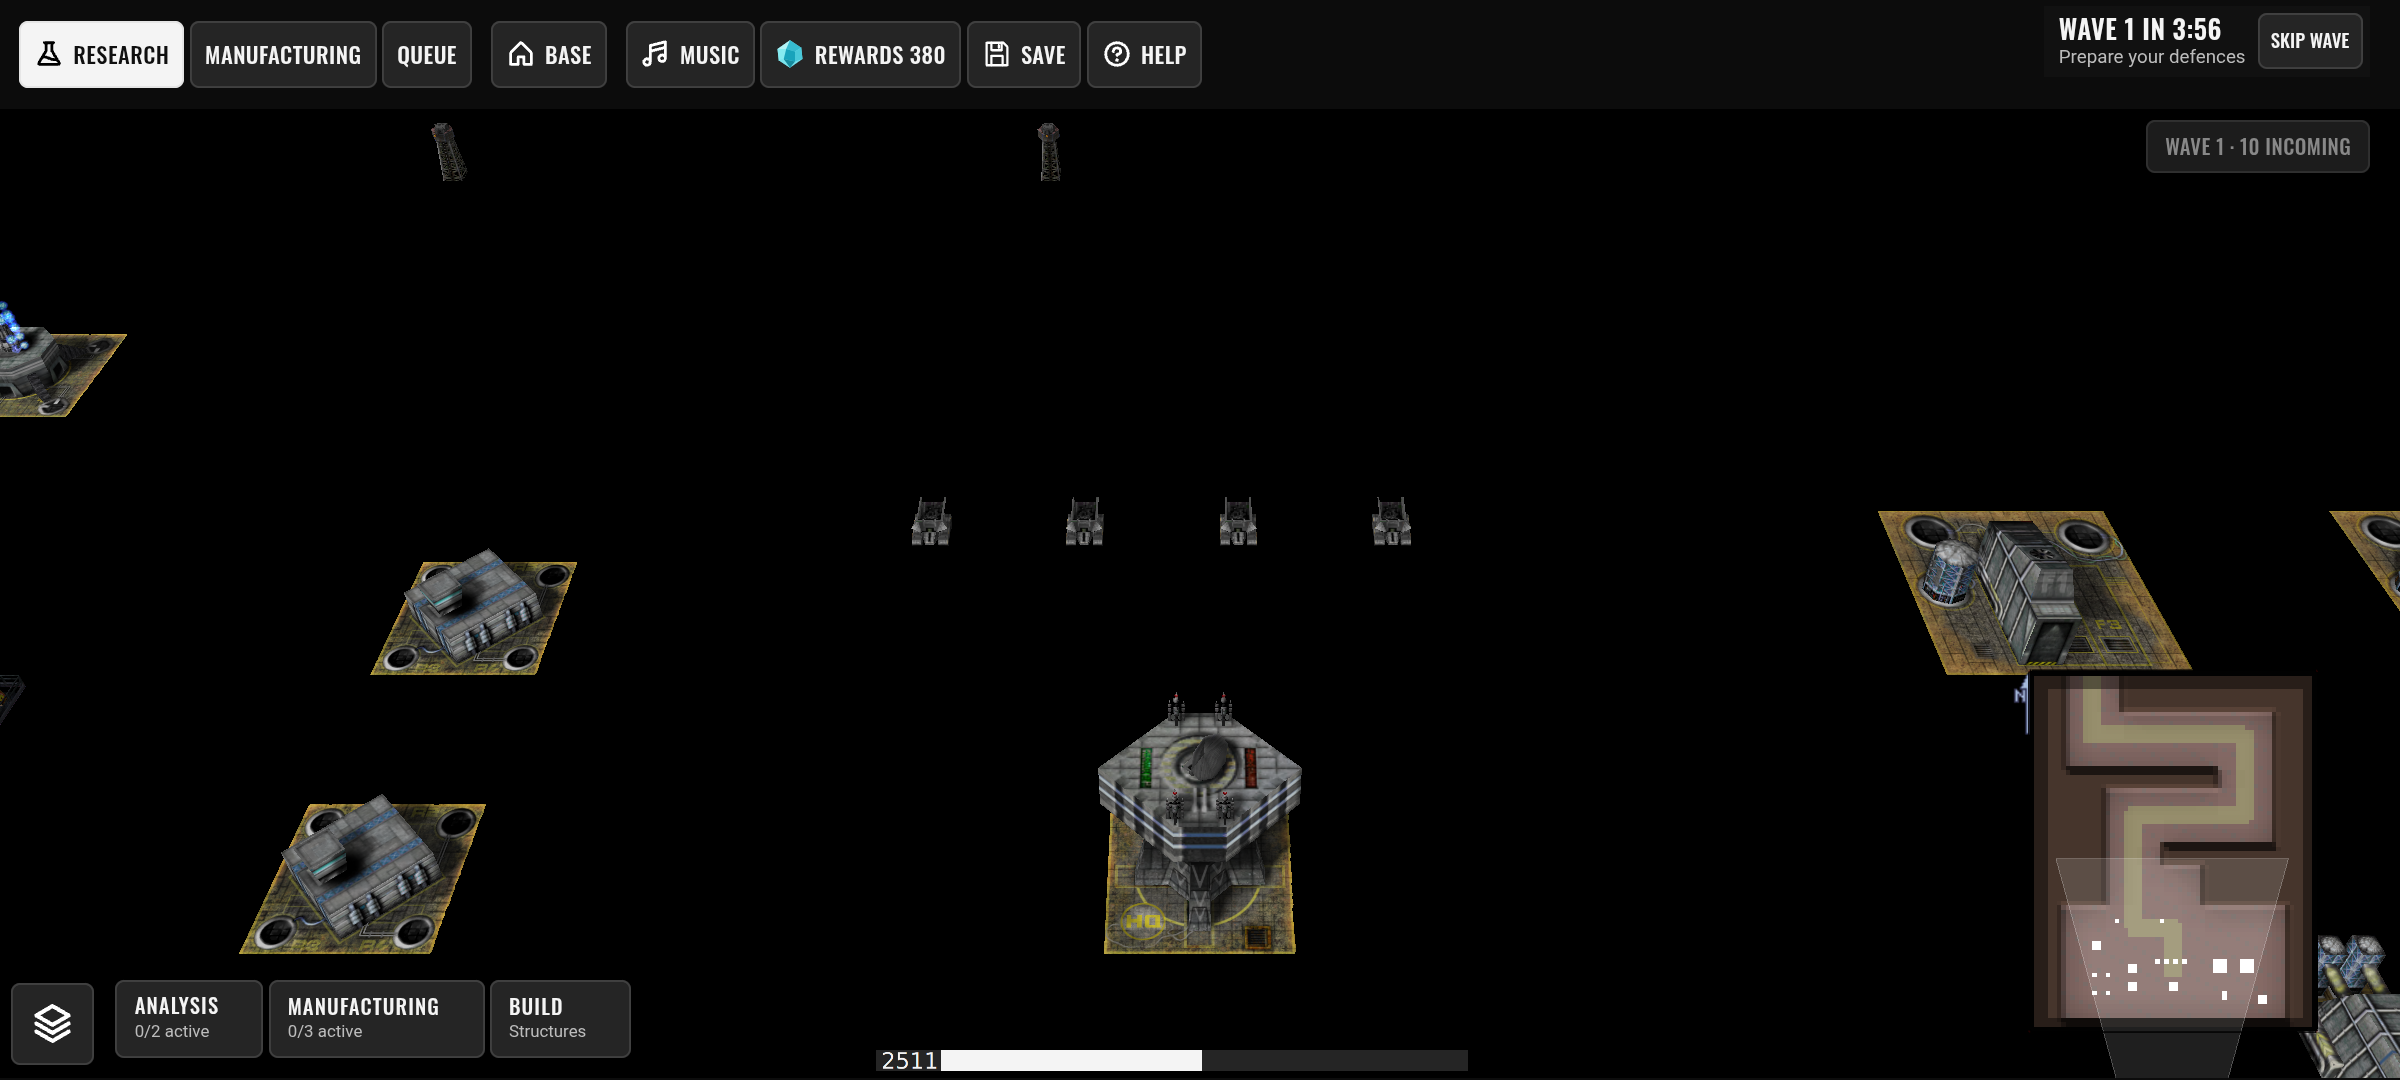 RESEARCH
MANUFACTURING
QUEUE
BASE
MUSIC
REWARDS 380
SAVE
HELP
WAVE 1 IN 3:56
Prepare your defences
SKIP WAVE
WAVE 1 · 10 INCOMING
N
HQ
ANALYSIS
0/2 active
MANUFACTURING
0/3 active
BUILD
Structures
2511